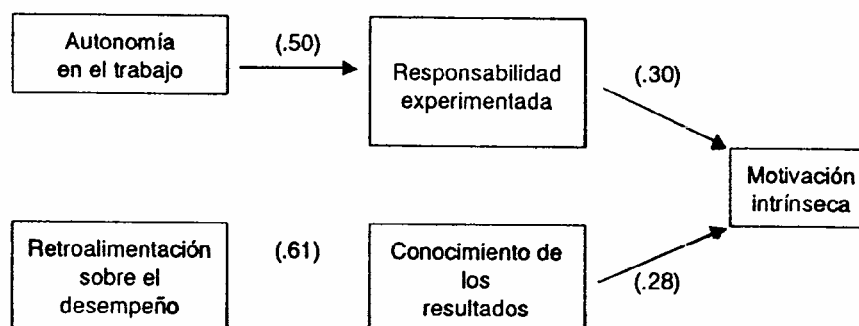 Autonomía
en el trabajo
(.50)
Responsabilidad
experimentada
(.30)
Motivación
intrínseca
Retroalimentación
sobre el
desempeño
(.61)
Conocimiento de
los
resultados
(.28)